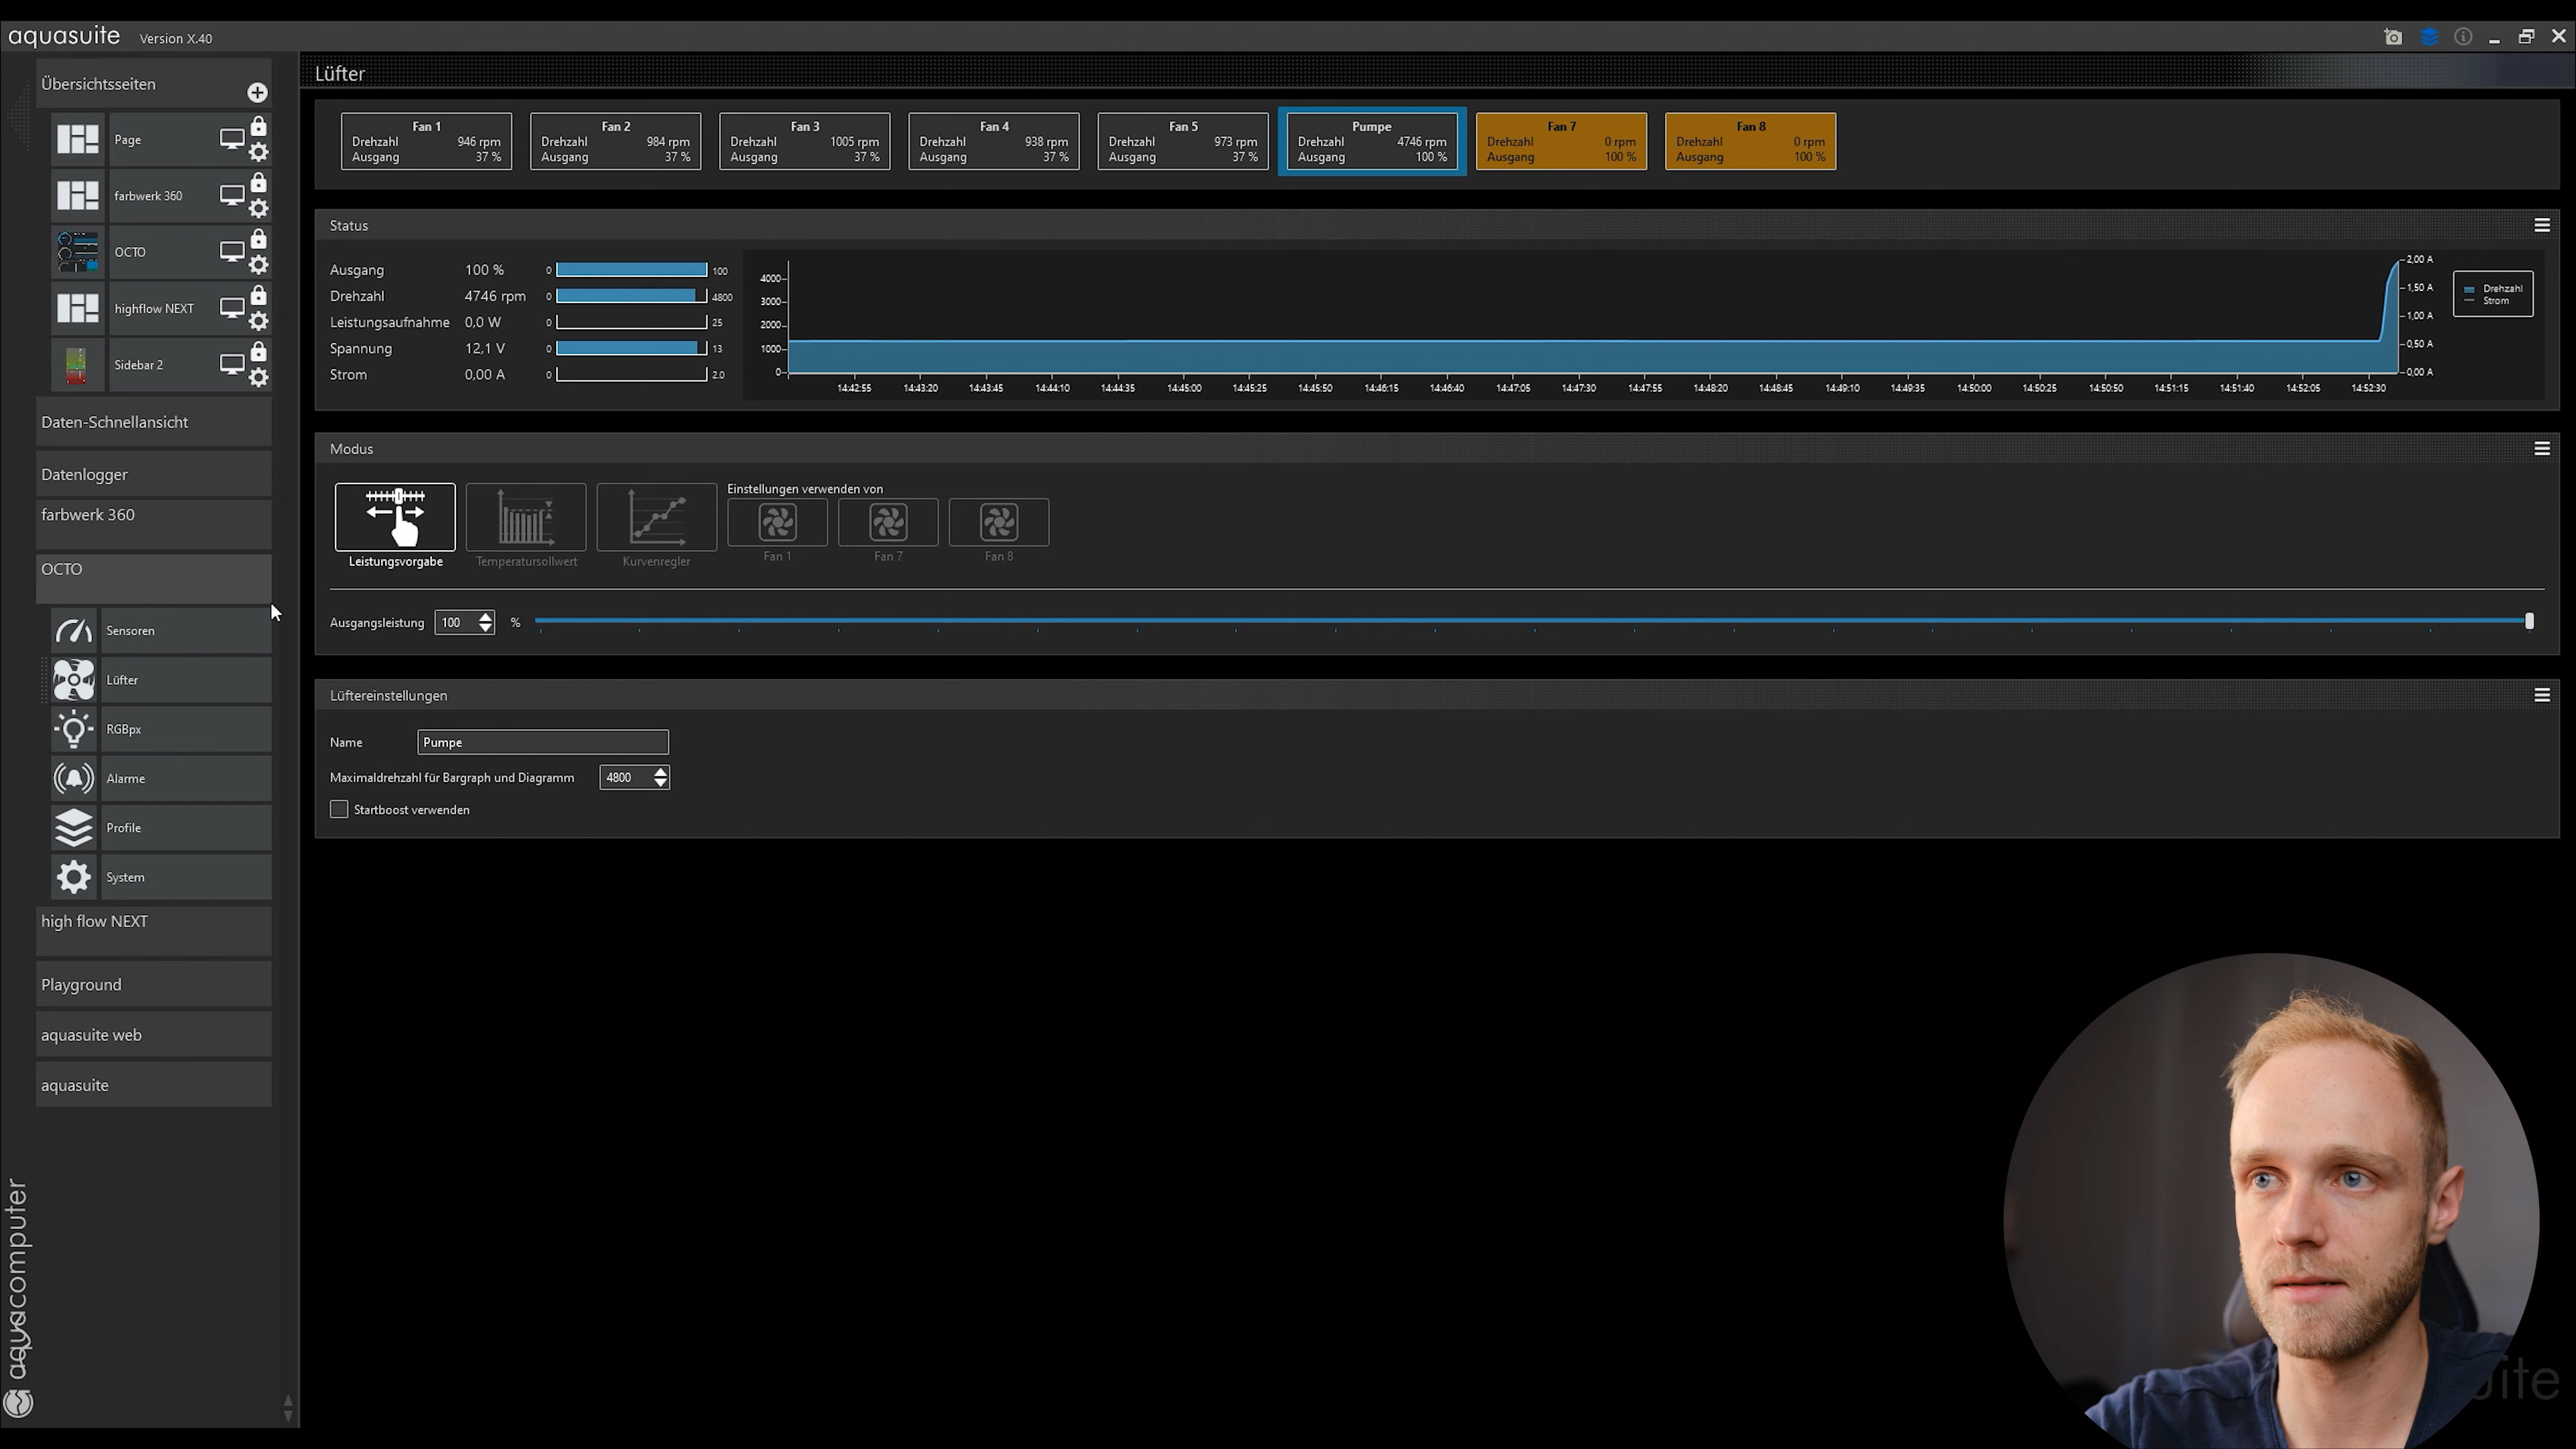 aquasuite Version X.40
Übersichtsseiten
Page
farbwerk 360
OCTO
highflow NEXT
Sidebar 2
Daten-Schnellansicht
Datenlogger
farbwerk 360
OCTO
Sensoren
Lüfter
RGBpx
Alarme
Profile
System
high flow NEXT
Playground
aquasuite web
aquasuite
aquacomputer
Lüfter
Fan 1
Drehzahl 946 rpm
Ausgang 37 %
Fan 2
Drehzahl 984 rpm
Ausgang 37 %
Fan 3
Drehzahl 1005 rpm
Ausgang 37 %
Fan 4
Drehzahl 938 rpm
Ausgang 37 %
Fan 5
Drehzahl 973 rpm
Ausgang 37 %
Pumpe
Drehzahl 4746 rpm
Ausgang 100 %
Fan 7
Drehzahl 0 rpm
Ausgang 100 %
Fan 8
Drehzahl 0 rpm
Ausgang 100 %
Status
Ausgang 100 % 0 100
Drehzahl 4746 rpm 0 4800
Leistungsaufnahme 0,0 W 0 25
Spannung 12,1 V 0 13
Strom 0,00 A 0 2.0
4000
3000
2000
1000
0
14:42:55 14:43:20 14:43:45 14:44:10 14:44:35 14:45:00 14:45:25 14:45:50 14:46:15 14:46:40 14:47:05 14:47:30 14:47:55 14:48:20 14:48:45 14:49:10 14:49:35 14:50:00 14:50:25 14:50:50 14:51:15 14:51:40 14:52:05 14:52:30
2,00 A
1,50 A
1,00 A
0,50 A
0,00 A
Drehzahl
Strom
Modus
Leistungsvorgabe
Temperatursollwert
Kurvenregler
Einstellungen verwenden von
Fan 1
Fan 7
Fan 8
Ausgangsleistung 100 %
Lüftereinstellungen
Name Pumpe
Maximaldrehzahl für Bargraph und Diagramm 4800
Startboost verwenden